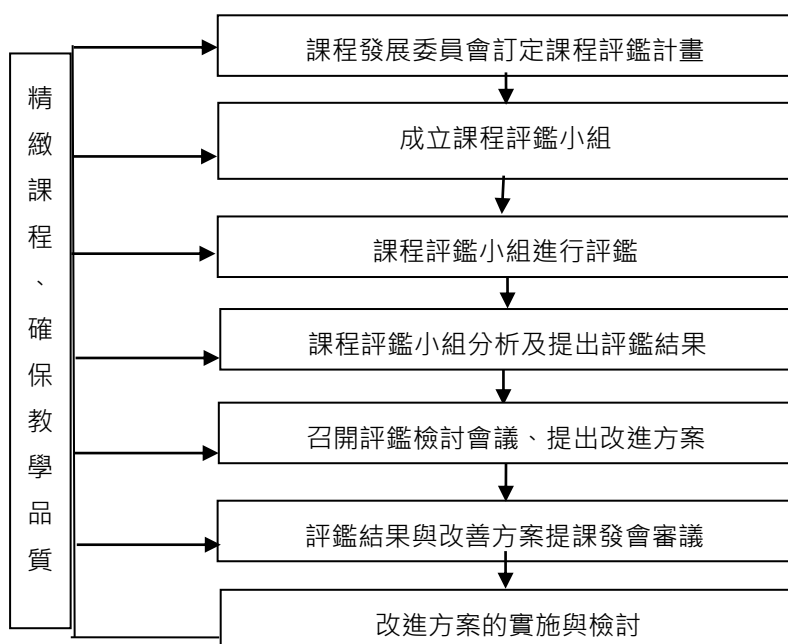 精緻課程、確保教學品質
課程發展委員會訂定課程評鑑計畫
成立課程評鑑小組
課程評鑑小組進行評鑑
課程評鑑小組分析及提出評鑑結果
召開評鑑檢討會議、提出改進方案
評鑑結果與改善方案提課發會審議
改進方案的實施與檢討